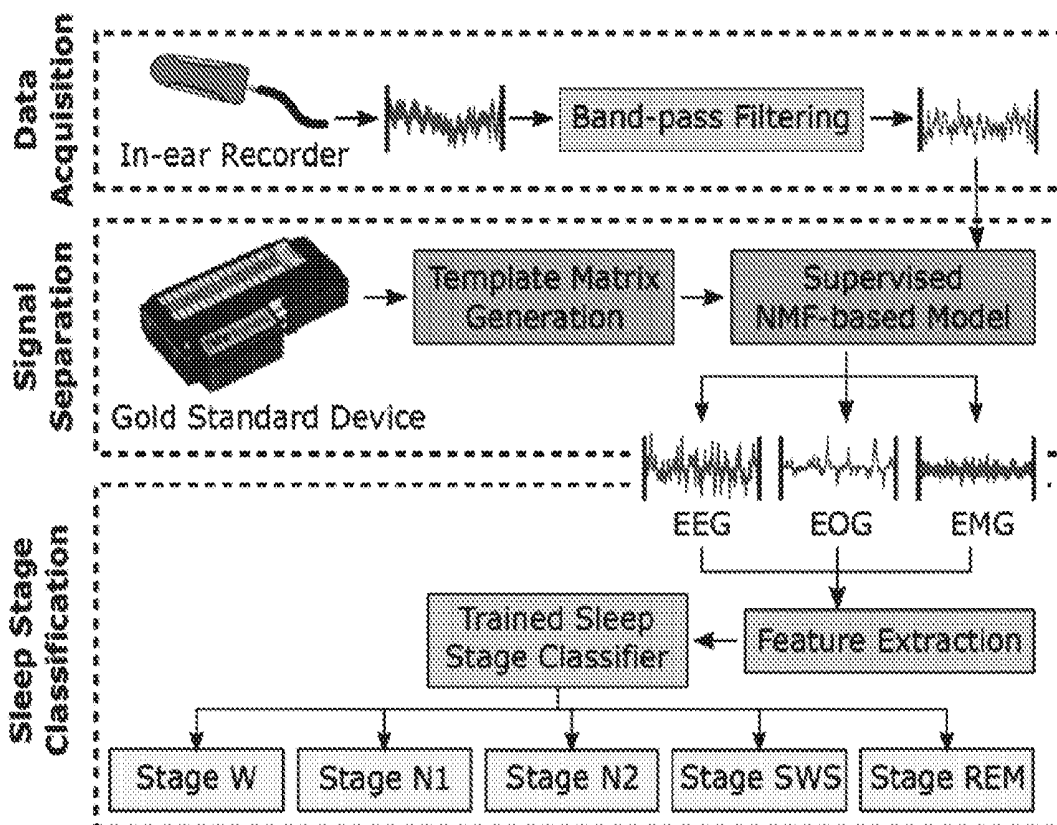 Data
Acquisition
In-ear Recorder
Band-pass Filtering
Signal
Separation
Gold Standard Device
Template Matrix
Generation
Supervised
NMF-based Model
EEG
EOG
EMG
Sleep Stage
Classification
Trained Sleep
Stage Classifier
Feature Extraction
Stage W
Stage N1
Stage N2
Stage SWS
Stage REM